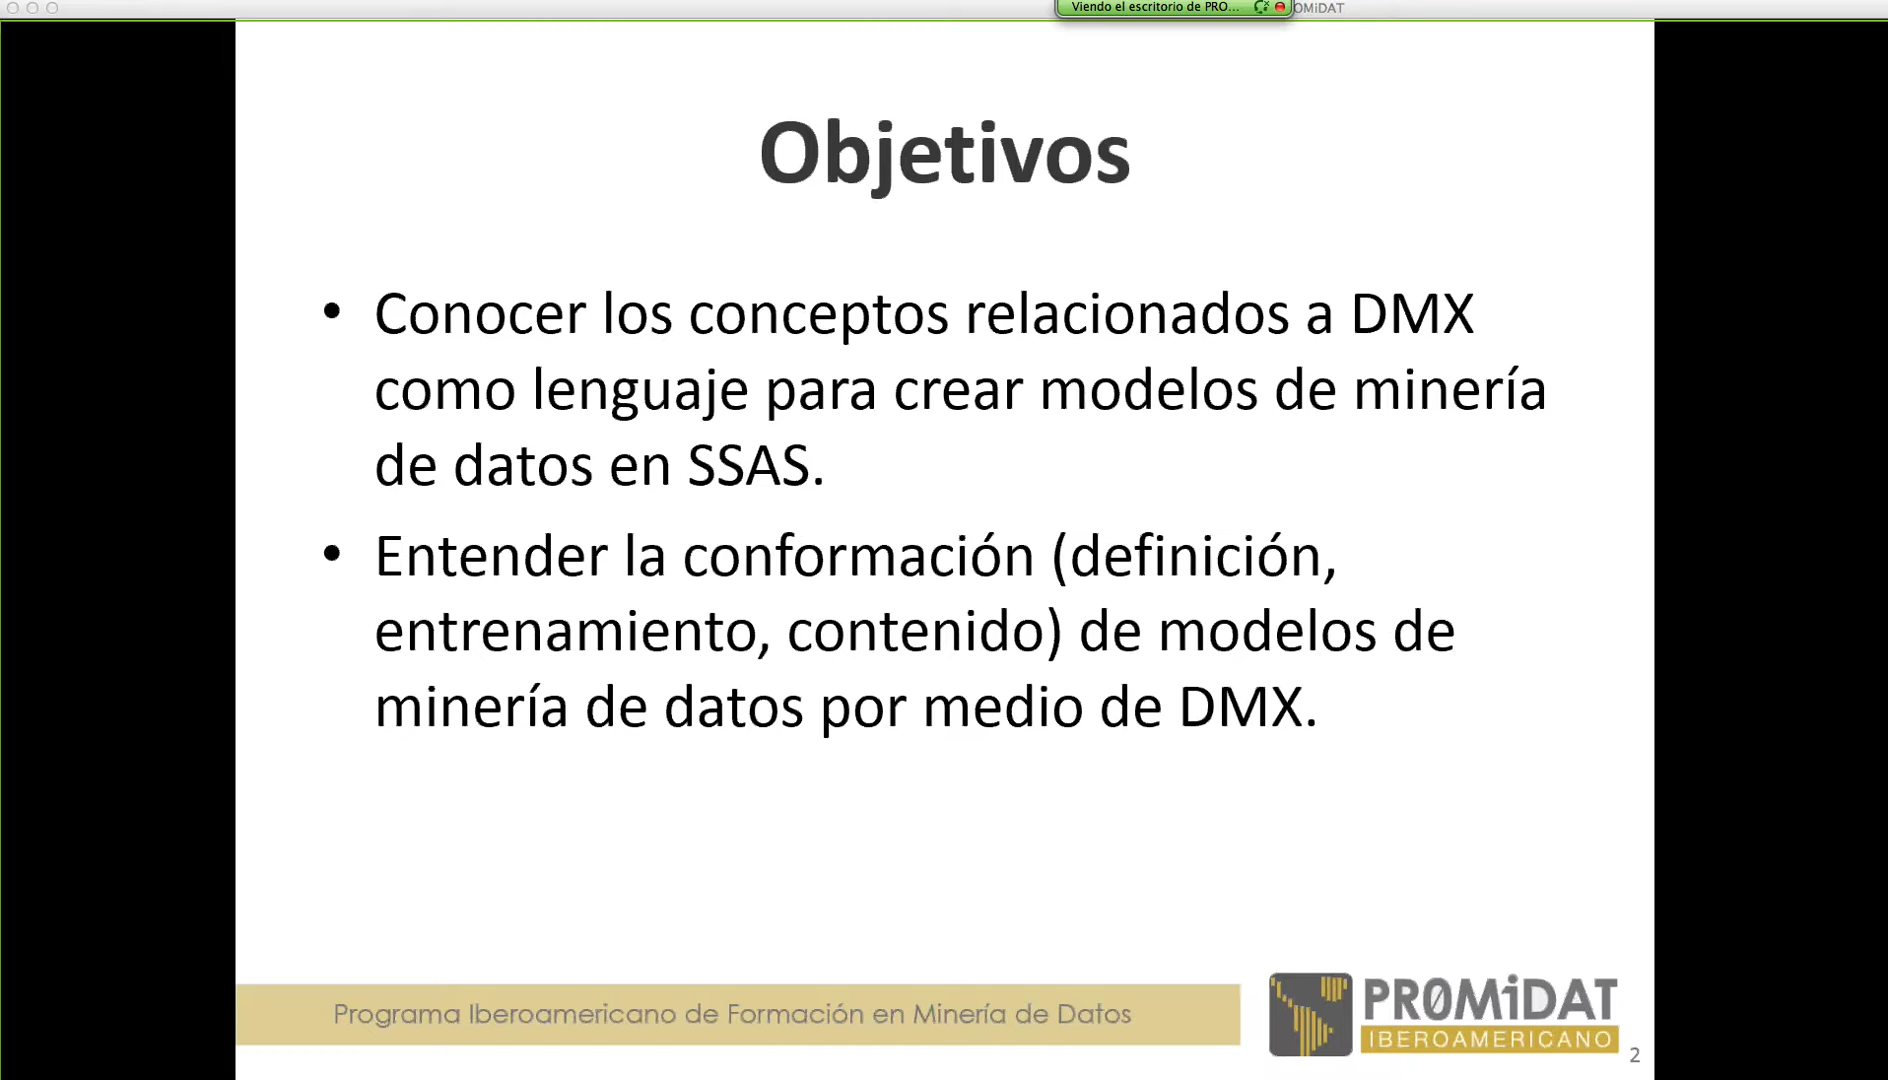 Viendo el escritorio de PRO...
OMiDAT
Objetivos
• Conocer los conceptos relacionados a DMX
como lenguaje para crear modelos de minería
de datos en SSAS.
• Entender la conformación (definición,
entrenamiento, contenido) de modelos de
minería de datos por medio de DMX.
Programa Iberoamericano de Formación en Minería de Datos
PR0MiDAT
IBEROAMERICANO
2